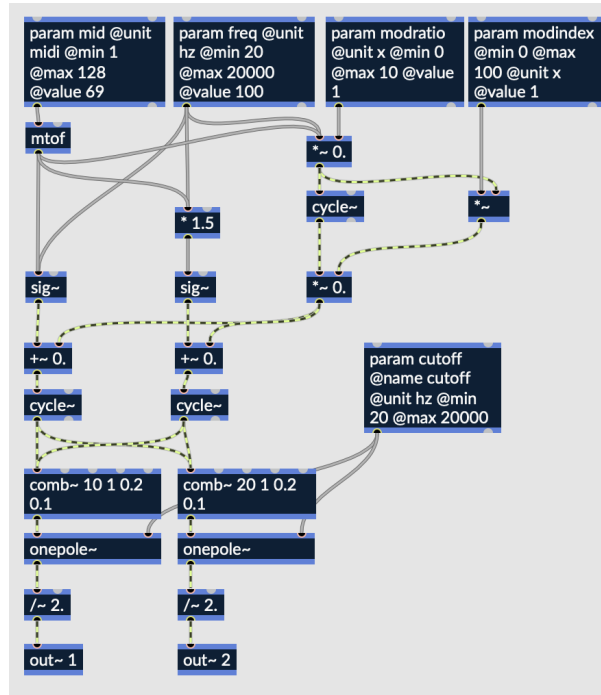 param mid @unit
midi @min 1
@max 128
@value 69
param freq @unit
hz @min 20
@max 20000
@value 100
param modratio
@unit x @min 0
@max 10 @value
1
param modindex
@min 0 @max
100 @unit x
@value 1
mtof
*~ 0.
cycle~
*~
* 1.5
sig~
sig~
*~ 0.
+~ 0.
+~ 0.
param cutoff
@name cutoff
@unit hz @min
20 @max 20000
cycle~
cycle~
comb~ 10 1 0.2
0.1
comb~ 20 1 0.2
0.1
onepole~
onepole~
/~ 2.
/~ 2.
out~ 1
out~ 2